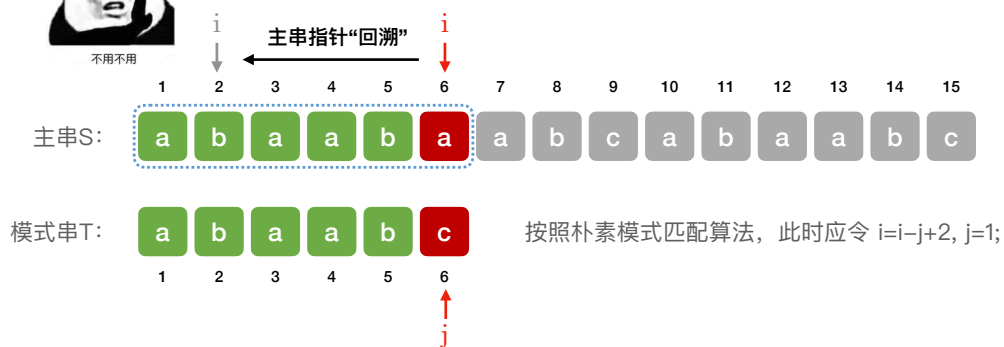 i 主串指针“回溯” i
不用不用
1 2 3 4 5 6 7 8 9 10 11 12 13 14 15
主串S： a b a a b a a b c a b a a b c
模式串T： a b a a b c 按照朴素模式匹配算法，此时应令 i=i–j+2, j=1;
1 2 3 4 5 6
j